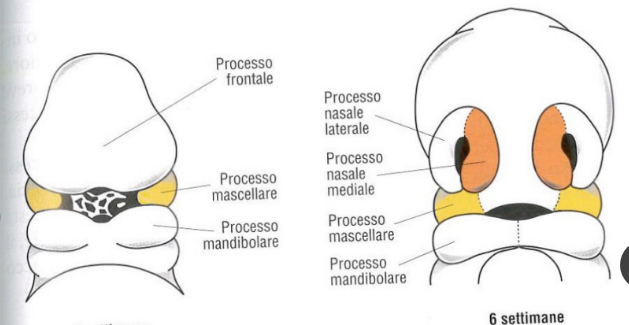 Processo
frontale
Processo
mascellare
Processo
mandibolare
Processo
nasale
laterale
Processo
nasale
mediale
Processo
mascellare
Processo
mandibolare
6 settimane